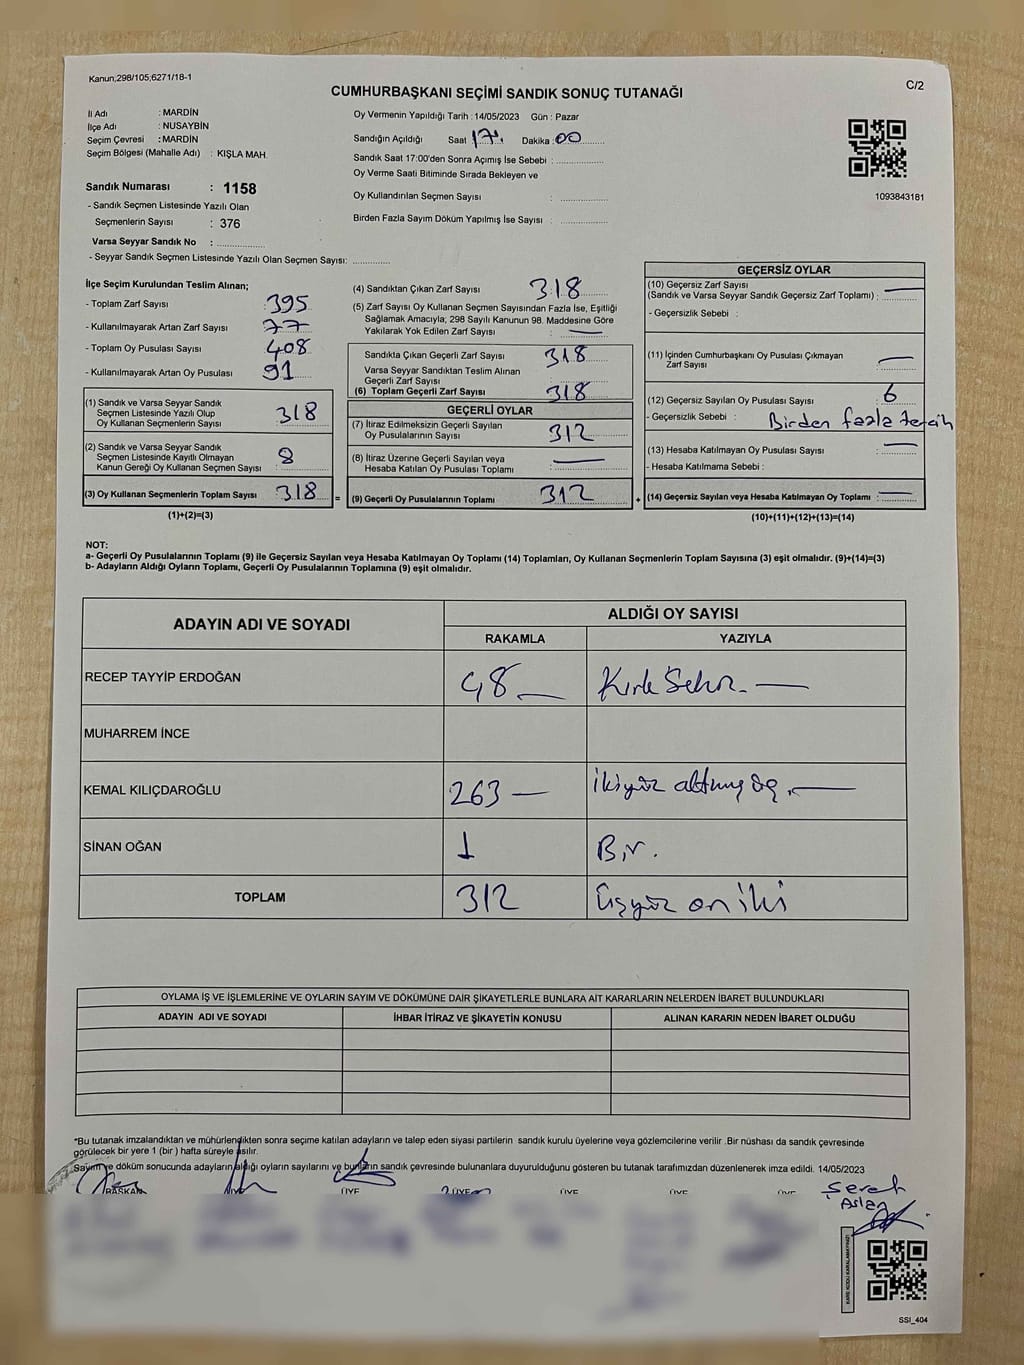 Kanun,298/105,6271/18-1
C/2
CUMHURBAŞKANI SEÇİMİ SANDIK SONUÇ TUTANAĞI
İl Adı : MARDİN
İlçe Adı : NUSAYBİN
Seçim Çevresi : MARDİN
Seçim Bölgesi (Mahalle Adı) : KIŞLA MAH.
Sandık Numarası : 1158
- Sandık Seçmen Listesinde Yazılı Olan
Seçmenlerin Sayısı : 376
Varsa Seyyar Sandık No : ................
- Seyyar Sandık Seçmen Listesinde Yazılı Olan Seçmen Sayısı: .............
Oy Vermenin Yapıldığı Tarih : 14/05/2023 Gün : Pazar
Sandığın Açıldığı Saat 17. Dakika : 00
Sandık Saat 17:00'den Sonra Açımış İse Sebebi : ................
Oy Verme Saati Bitiminde Sırada Bekleyen ve
Oy Kullandırılan Seçmen Sayısı : ................
Birden Fazla Sayım Döküm Yapılmış İse Sayısı : ................
1093843181
İlçe Seçim Kurulundan Teslim Alınan;
- Toplam Zarf Sayısı : 395
- Kullanılmayarak Artan Zarf Sayısı : 77
- Toplam Oy Pusulası Sayısı : 408
- Kullanılmayarak Artan Oy Pusulası : 91
(1) Sandık ve Varsa Seyyar Sandık
Seçmen Listesinde Yazılı Olup
Oy Kullanan Seçmenlerin Sayısı : 318
(2) Sandık ve Varsa Seyyar Sandık
Seçmen Listesinde Kayıtlı Olmayan
Kanun Gereği Oy Kullanan Seçmen Sayısı : 8
(3) Oy Kullanan Seçmenlerin Toplam Sayısı : 318 =
(1)+(2)=(3)
(4) Sandıktan Çıkan Zarf Sayısı : 318
(5) Zarf Sayısı Oy Kullanan Seçmen Sayısından Fazla İse, Eşitliği
Sağlamak Amacıyla; 298 Sayılı Kanunun 98. Maddesine Göre
Yakılarak Yok Edilen Zarf Sayısı : —
Sandıkta Çıkan Geçerli Zarf Sayısı : 318
Varsa Seyyar Sandıktan Teslim Alınan
Geçerli Zarf Sayısı
(6) Toplam Geçerli Zarf Sayısı : 318
GEÇERLİ OYLAR
(7) İtiraz Edilmeksizin Geçerli Sayılan
Oy Pusulalarının Sayısı : 312
(8) İtiraz Üzerine Geçerli Sayılan veya
Hesaba Katılan Oy Pusulası Toplamı : —
(9) Geçerli Oy Pusulalarının Toplamı : 312 +
GEÇERSİZ OYLAR
(10) Geçersiz Zarf Sayısı
(Sandık ve Varsa Seyyar Sandık Geçersiz Zarf Toplamı) : —
- Geçersizlik Sebebi :
(11) İçinden Cumhurbaşkanı Oy Pusulası Çıkmayan
Zarf Sayısı : —
(12) Geçersiz Sayılan Oy Pusulası Sayısı : 6
- Geçersizlik Sebebi : Birden fazla tercih
(13) Hesaba Katılmayan Oy Pusulası Sayısı : —
- Hesaba Katılmama Sebebi :
(14) Geçersiz Sayılan veya Hesaba Katılmayan Oy Toplamı : —
(10)+(11)+(12)+(13)=(14)
NOT:
a- Geçerli Oy Pusulalarının Toplamı (9) ile Geçersiz Sayılan veya Hesaba Katılmayan Oy Toplamı (14) Toplamları, Oy Kullanan Seçmenlerin Toplam Sayısına (3) eşit olmalıdır. (9)+(14)=(3)
b- Adayların Aldığı Oyların Toplamı, Geçerli Oy Pusulalarının Toplamına (9) eşit olmalıdır.
ADAYIN ADI VE SOYADI
ALDIĞI OY SAYISI
RAKAMLA YAZIYLA
RECEP TAYYİP ERDOĞAN 48 — Kırk Sekiz —
MUHARREM İNCE
KEMAL KILIÇDAROĞLU 263 — İkiyüz altmış üç —
SİNAN OĞAN 1 Bir.
TOPLAM 312 üçyüz on iki
OYLAMA İŞ VE İŞLEMLERİNE VE OYLARIN SAYIM VE DÖKÜMÜNE DAİR ŞİKAYETLERLE BUNLARA AİT KARARLARIN NELERDEN İBARET BULUNDUKLARI
ADAYIN ADI VE SOYADI İHBAR İTİRAZ VE ŞİKAYETİN KONUSU ALINAN KARARIN NEDEN İBARET OLDUĞU
*Bu tutanak imzalandıktan ve mühürlendikten sonra seçime katılan adayların ve talep eden siyasi partilerin sandık kurulu üyelerine veya gözlemcilerine verilir .Bir nüshası da sandık çevresinde
görülecek bir yere 1 (bir ) hafta süreyle asılır.
Sayım ve döküm sonucunda adayların aldığı oyların sayılarını ve bunların sandık çevresinde bulunanlara duyurulduğunu gösteren bu tutanak tarafımızdan düzenlenerek imza edildi. 14/05/2023
BAŞKAN ÜYE ÜYE ÜYE ÜYE ÜYE ÜYE
Şeref
Aslan
KARE KODU KARALAMAYINIZ!
SSI_404